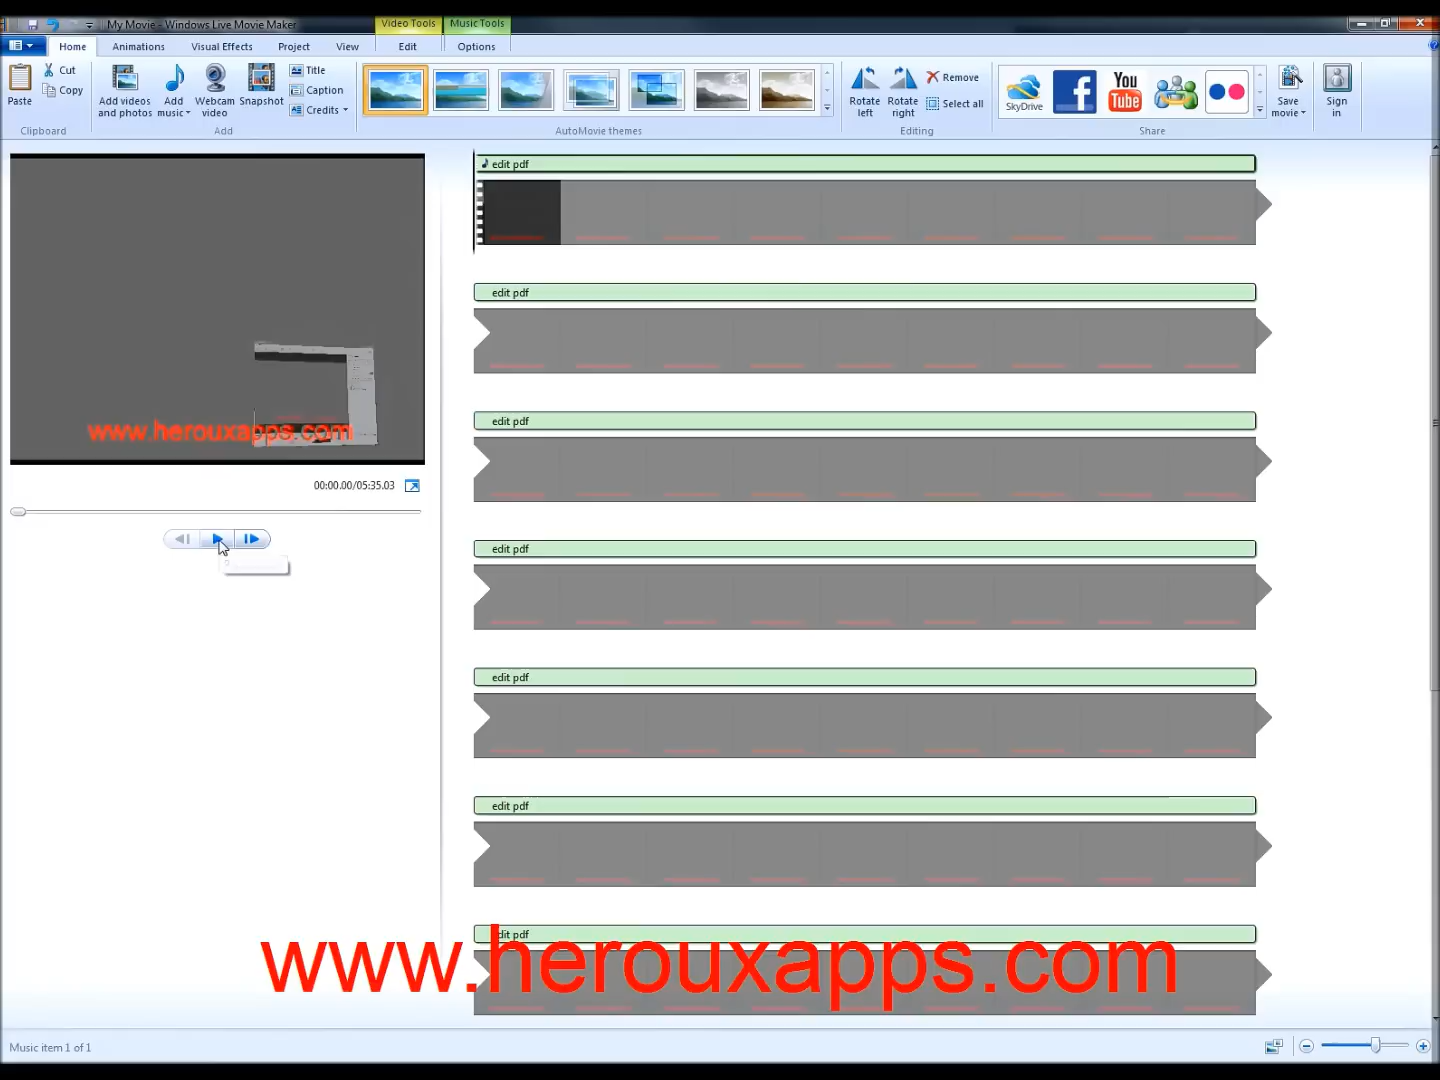 My Movie - Windows Live Movie Maker
Video Tools
Music Tools
Home
Animations
Visual Effects
Project
View
Edit
Options
Paste
Cut
Copy
Clipboard
Add videos
and photos
Add
music
Webcam
video
Snapshot
Title
Caption
Credits
Add
AutoMovie themes
Rotate
left
Rotate
right
Remove
Select all
Editing
SkyDrive
f
You
Tube
Share
Save
movie
Sign
in
edit pdf
edit pdf
edit pdf
edit pdf
edit pdf
edit pdf
edit pdf
www.herouxapps.com
00:00.00/05:35.03
www.herouxapps.com
Music item 1 of 1